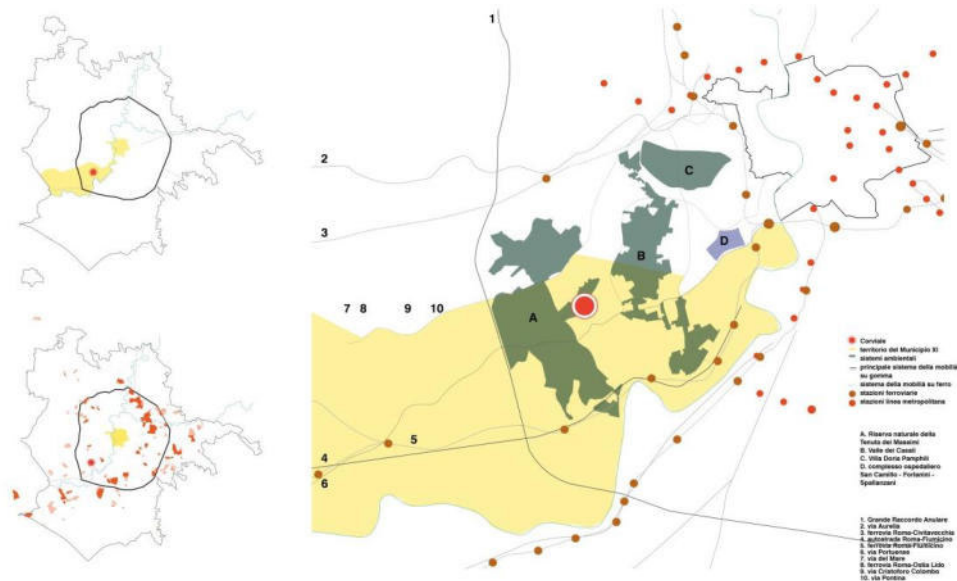 1
2
3
7 8 9 10
4
5
6
A
B
C
D
Corviale
territorio del Municipio XI
sistemi ambientali
principale sistema della mobilità
su gomma
sistema della mobilità su ferro
stazioni ferroviarie
stazioni linea metropolitana
A. Riserva naturale della
Tenuta dei Massimi
B. Valle dei Casali
C. Villa Doria Pamphili
D. complesso ospedaliero
San Camillo - Forlanini -
Spallanzani
1. Grande Raccordo Anulare
2. via Aurelia
3. ferrovia Roma-Civitavecchia
4. autostrada Roma-Fiumicino
5. ferrovia Roma-Fiumicino
6. via Portuense
7. via del Mare
8. ferrovia Roma-Ostia Lido
9. via Cristoforo Colombo
10. via Pontina